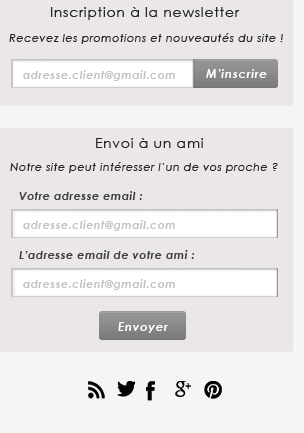 Inscription à la newsletter
Recevez les promotions et nouveautés du site !
adresse.client@gmail.com M'inscrire
Envoi à un ami
Notre site peut intéresser l'un de vos proche ?
Votre adresse email :
adresse.client@gmail.com
L'adresse email de votre ami :
adresse.client@gmail.com
Envoyer